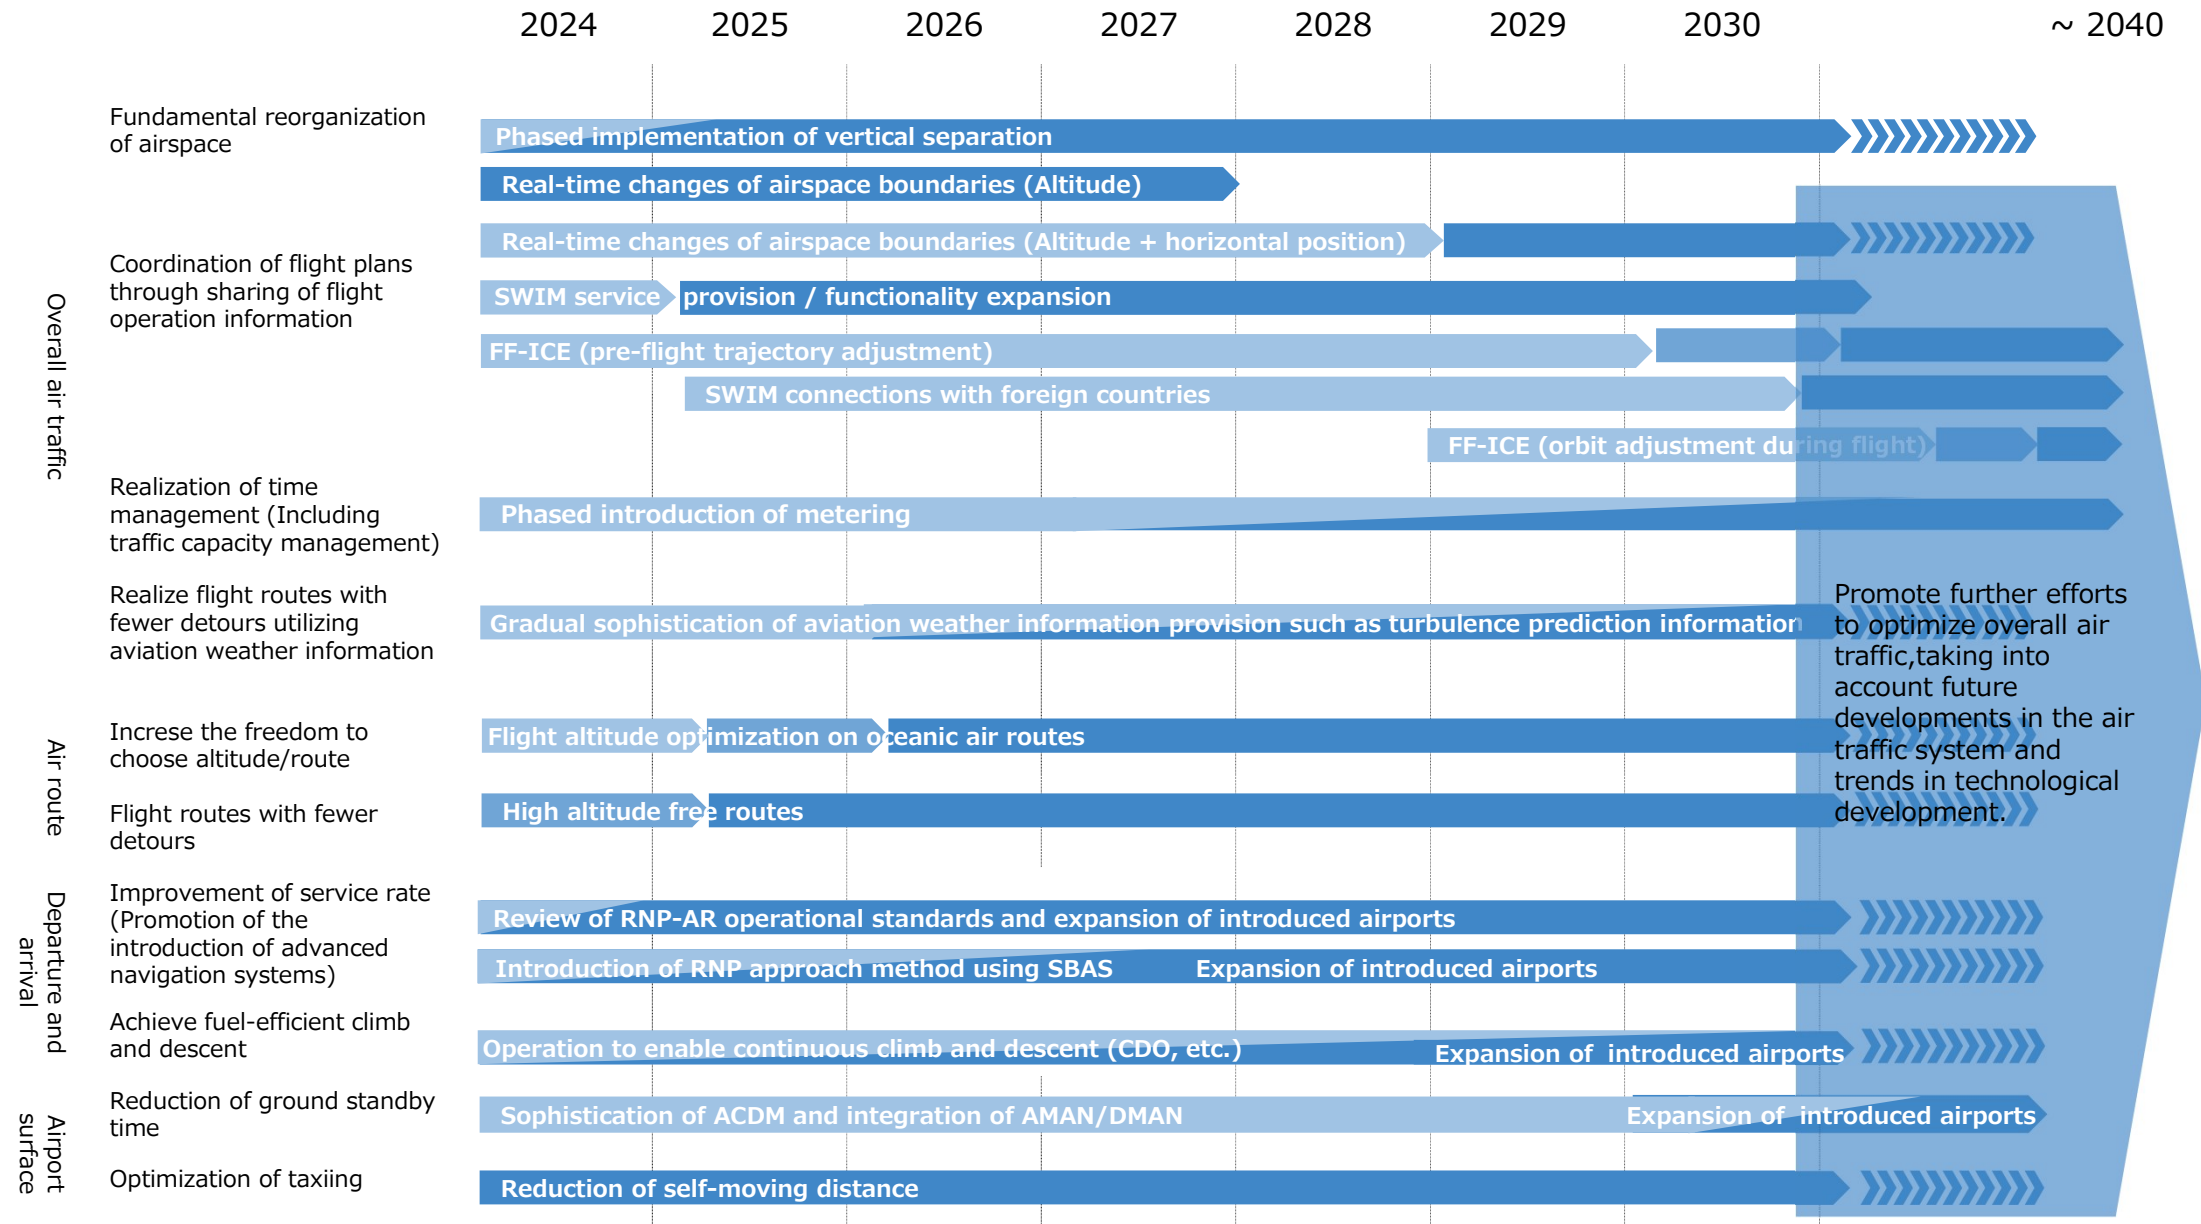 2024 2025 2026 2027 2028 2029 2030 ~ 2040
Overall air traffic
Fundamental reorganization
of airspace
Phased implementation of vertical separation
Real-time changes of airspace boundaries (Altitude)
Real-time changes of airspace boundaries (Altitude + horizontal position)
Coordination of flight plans
through sharing of flight
operation information
SWIM service provision / functionality expansion
FF-ICE (pre-flight trajectory adjustment)
SWIM connections with foreign countries
FF-ICE (orbit adjustment during flight)
Realization of time
management (Including
traffic capacity management)
Phased introduction of metering
Realize flight routes with
fewer detours utilizing
aviation weather information
Gradual sophistication of aviation weather information provision such as turbulence prediction information
Promote further efforts
to optimize overall air
traffic,taking into
account future
developments in the air
traffic system and
trends in technological
development.
Air route
Increse the freedom to
choose altitude/route
Flight altitude optimization on oceanic air routes
Flight routes with fewer
detours
High altitude free routes
Departure and
arrival
Improvement of service rate
(Promotion of the
introduction of advanced
navigation systems)
Review of RNP-AR operational standards and expansion of introduced airports
Introduction of RNP approach method using SBAS
Expansion of introduced airports
Achieve fuel-efficient climb
and descent
Operation to enable continuous climb and descent (CDO, etc.)
Expansion of introduced airports
Airport
surface
Reduction of ground standby
time
Sophistication of ACDM and integration of AMAN/DMAN
Expansion of introduced airports
Optimization of taxiing
Reduction of self-moving distance